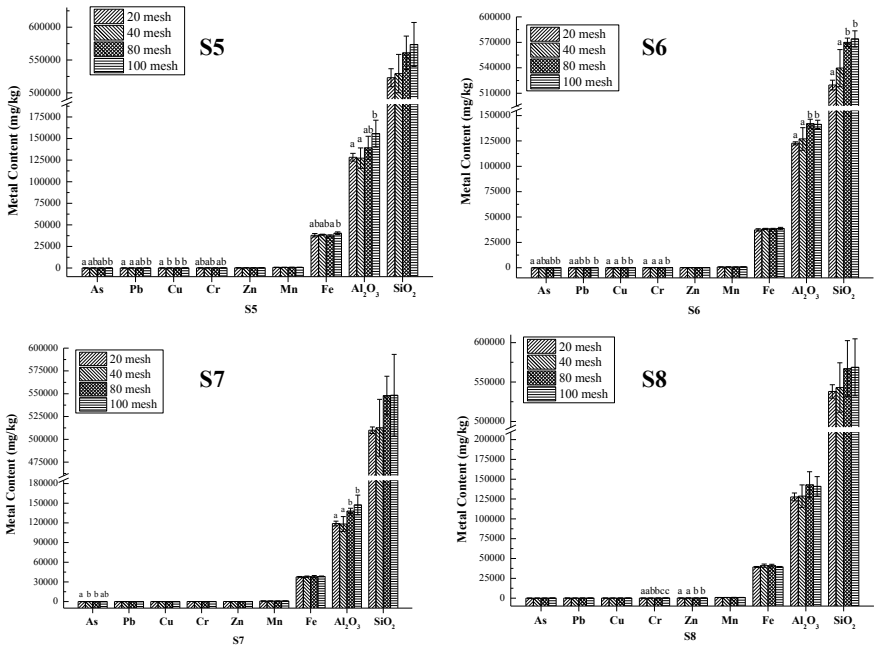 20 mesh
40 mesh
80 mesh
100 mesh
S5
Metal Content (mg/kg)
600000
550000
500000
175000
150000
125000
100000
75000
50000
25000
0
a ababb
a aabb
a b b b
ababab
ababa b
a a ab b
As Pb Cu Cr Zn Mn Fe Al2O3 SiO2
S5
20 mesh
40 mesh
80 mesh
100 mesh
S6
Metal Content (mg/kg)
600000
570000
540000
510000
150000
125000
100000
75000
50000
25000
0
a ababb
aabb b
a a b b
a a a b
a a b b
a a b b
As Pb Cu Cr Zn Mn Fe Al2O3 SiO2
S6
20 mesh
40 mesh
80 mesh
100 mesh
S7
Metal Content (mg/kg)
600000
575000
550000
525000
500000
475000
180000
150000
120000
90000
60000
30000
0
a b b ab
a a b b
As Pb Cu Cr Zn Mn Fe Al2O3 SiO2
S7
20 mesh
40 mesh
80 mesh
100 mesh
S8
Metal Content (mg/kg)
600000
550000
500000
200000
175000
150000
125000
100000
75000
50000
25000
0
aabbcc
a a b b
As Pb Cu Cr Zn Mn Fe Al2O3 SiO2
S8